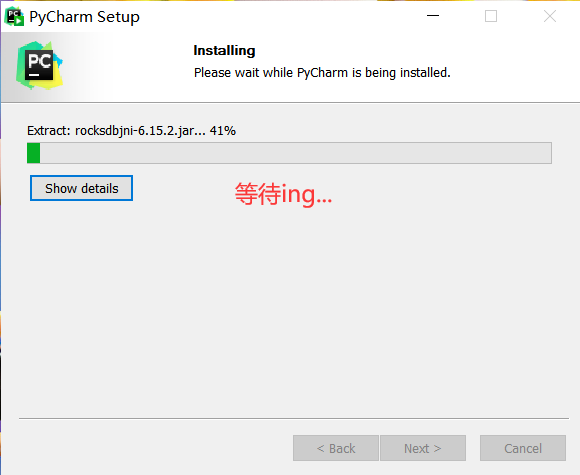 PyCharm Setup
PC
Installing
Please wait while PyCharm is being installed.
Extract: rocksdbjni-6.15.2.jar... 41%
Show details
等待ing...
< Back
Next >
Cancel